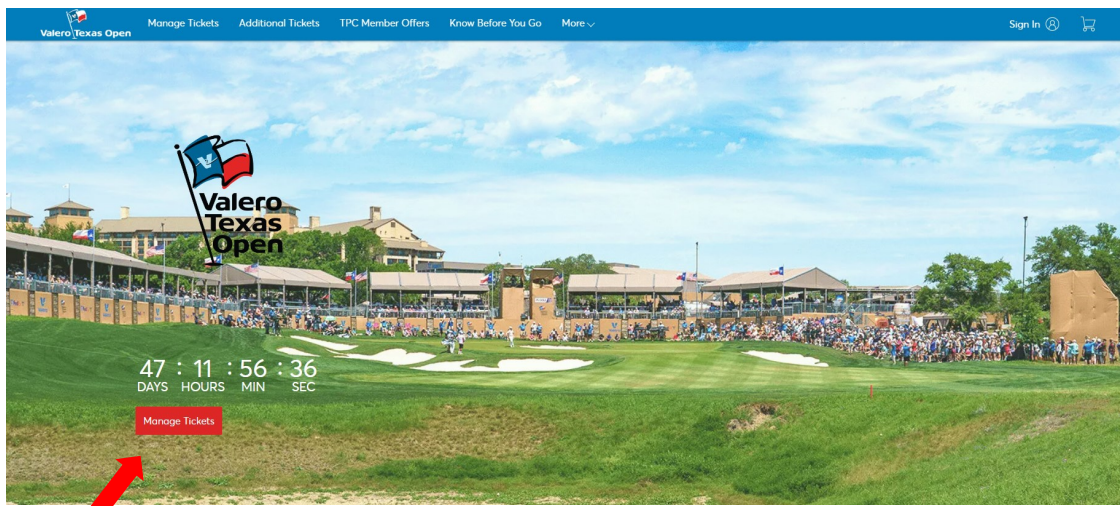 Valero Texas Open
Manage Tickets
Additional Tickets
TPC Member Offers
Know Before You Go
More
Sign In
Valero
Texas
Open
47 : 11 : 56 : 36
DAYS HOURS MIN SEC
Manage Tickets